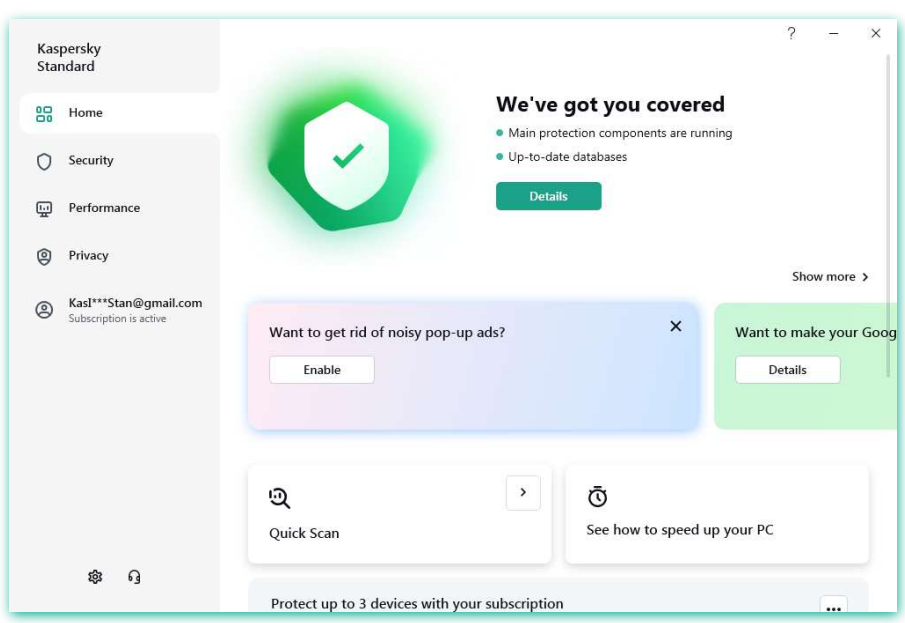 Kaspersky
Standard
Home
Security
Performance
Privacy
KasI***Stan@gmail.com
Subscription is active
?
We've got you covered
Main protection components are running
Up-to-date databases
Details
Show more
Want to get rid of noisy pop-up ads?
Enable
Want to make your Goog
Details
Quick Scan
See how to speed up your PC
Protect up to 3 devices with your subscription